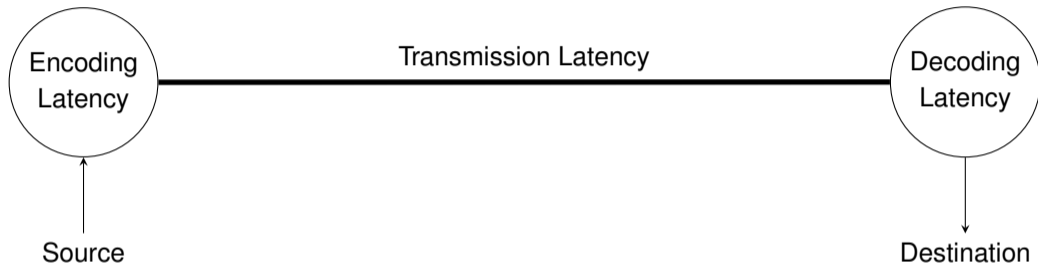 Encoding
Latency
Transmission Latency
Decoding
Latency
Source
Destination